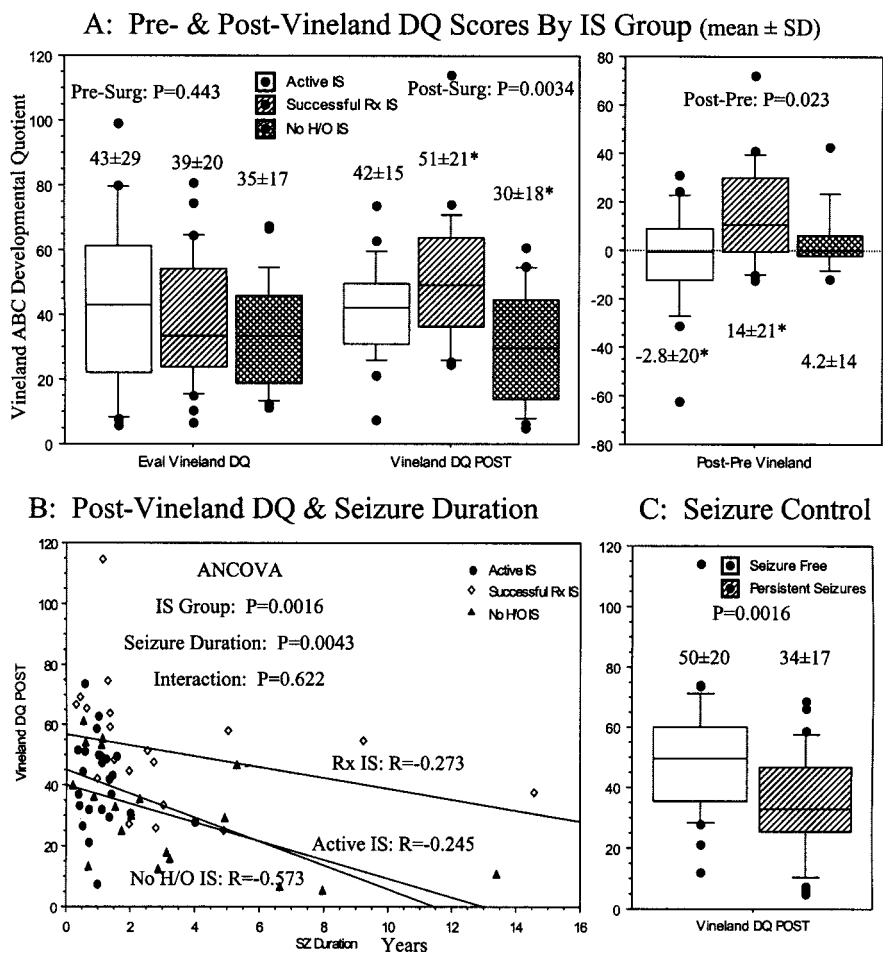 A: Pre- & Post-Vineland DQ Scores By IS Group (mean ± SD)
Vineland ABC Developmental Quotient
120
100
80
60
40
20
0
Pre-Surg: P=0.443
Active IS
Successful Rx IS
No H/O IS
Post-Surg: P=0.0034
43±29
39±20
35±17
42±15
51±21*
30±18*
Eval Vineland DQ
Vineland DQ POST
80
60
40
20
0
-20
-40
-60
-80
Post-Pre: P=0.023
-2.8±20*
14±21*
4.2±14
Post-Pre Vineland
B: Post-Vineland DQ & Seizure Duration
Vineland DQ POST
120
100
80
60
40
20
0
ANCOVA
IS Group: P=0.0016
Seizure Duration: P=0.0043
Interaction: P=0.622
Active IS
Successful Rx IS
No H/O IS
Rx IS: R=-0.273
Active IS: R=-0.245
No H/O IS: R=-0.573
0 2 4 6 8 10 12 14 16
SZ Duration Years
C: Seizure Control
120
100
80
60
40
20
0
Seizure Free
Persistent Seizures
P=0.0016
50±20
34±17
Vineland DQ POST